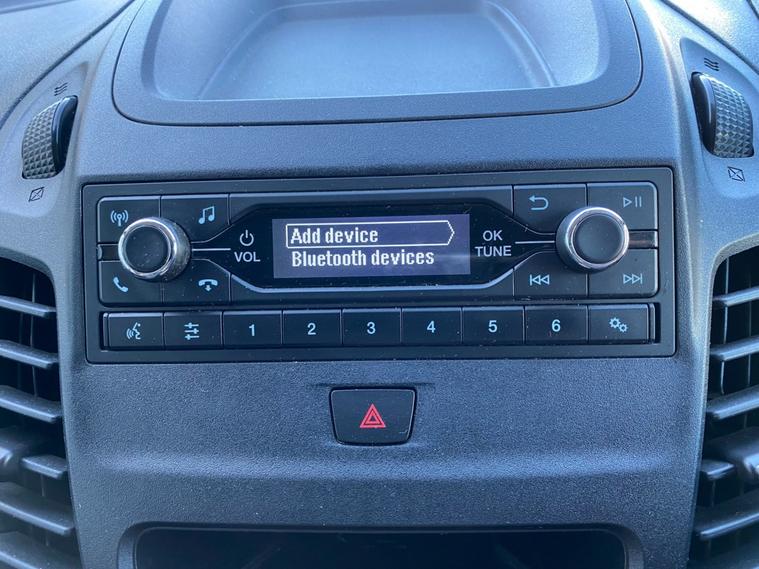 Add device
Bluetooth devices
VOL
OK
TUNE
1 2 3 4 5 6